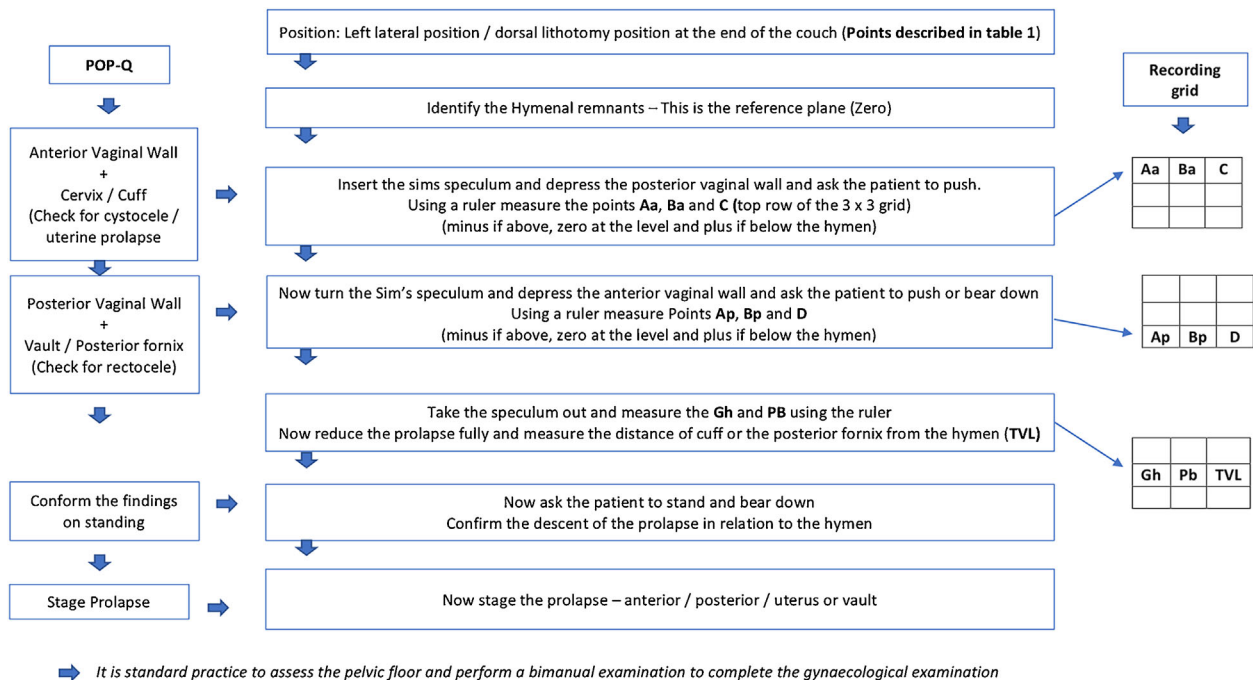 Position: Left lateral position / dorsal lithotomy position at the end of the couch (Points described in table 1)
POP-Q
Recording
grid
Identify the Hymenal remnants – This is the reference plane (Zero)
Anterior Vaginal Wall
+
Cervix / Cuff
(Check for cystocele /
uterine prolapse
Insert the sims speculum and depress the posterior vaginal wall and ask the patient to push.
Using a ruler measure the points Aa, Ba and C (top row of the 3 x 3 grid)
(minus if above, zero at the level and plus if below the hymen)
Aa Ba C
Posterior Vaginal Wall
+
Vault / Posterior fornix
(Check for rectocele)
Now turn the Sim's speculum and depress the anterior vaginal wall and ask the patient to push or bear down
Using a ruler measure Points Ap, Bp and D
(minus if above, zero at the level and plus if below the hymen)
Ap Bp D
Take the speculum out and measure the Gh and PB using the ruler
Now reduce the prolapse fully and measure the distance of cuff or the posterior fornix from the hymen (TVL)
Gh Pb TVL
Conform the findings
on standing
Now ask the patient to stand and bear down
Confirm the descent of the prolapse in relation to the hymen
Stage Prolapse
Now stage the prolapse – anterior / posterior / uterus or vault
It is standard practice to assess the pelvic floor and perform a bimanual examination to complete the gynaecological examination